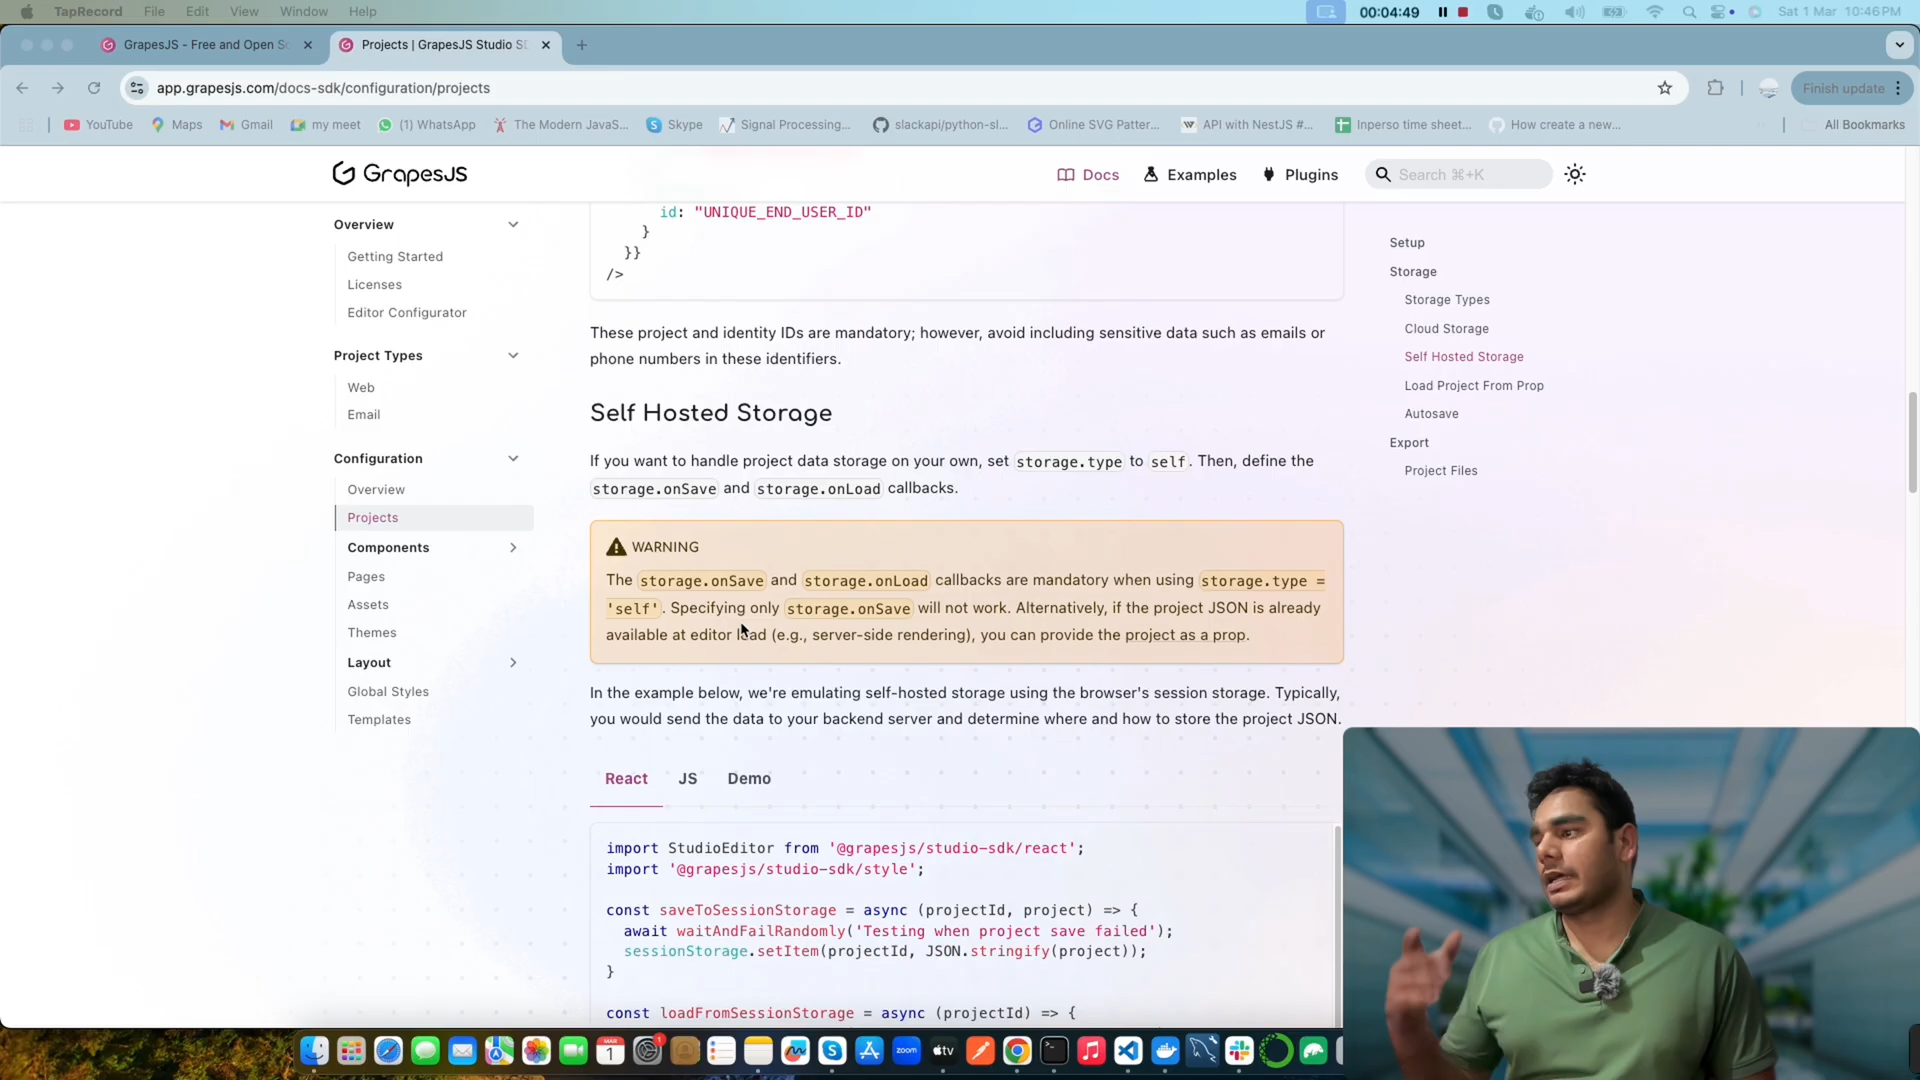 TapRecord File Edit View Window Help 00:04:49 Sat 1 Mar 10:46PM
GrapesJS - Free and Open Sc Projects | GrapesJS Studio S
app.grapesjs.com/docs-sdk/configuration/projects Finish update
YouTube Maps Gmail my meet (1) WhatsApp The Modern JavaS... Skype Signal Processing... slackapi/python-sl... Online SVG Patter... API with NestJS #... Inperso time sheet... How create a new... All Bookmarks
GrapesJS Docs Examples Plugins Search ⌘+K
Overview
Getting Started
Licenses
Editor Configurator
Project Types
Web
Email
Configuration
Overview
Projects
Components
Pages
Assets
Themes
Layout
Global Styles
Templates
id: "UNIQUE_END_USER_ID"
}
}}
/>
These project and identity IDs are mandatory; however, avoid including sensitive data such as emails or
phone numbers in these identifiers.
Self Hosted Storage
If you want to handle project data storage on your own, set storage.type to self. Then, define the
storage.onSave and storage.onLoad callbacks.
WARNING
The storage.onSave and storage.onLoad callbacks are mandatory when using storage.type =
'self'. Specifying only storage.onSave will not work. Alternatively, if the project JSON is already
available at editor load (e.g., server-side rendering), you can provide the project as a prop.
In the example below, we're emulating self-hosted storage using the browser's session storage. Typically,
you would send the data to your backend server and determine where and how to store the project JSON.
React JS Demo
import StudioEditor from '@grapesjs/studio-sdk/react';
import '@grapesjs/studio-sdk/style';
const saveToSessionStorage = async (projectId, project) => {
await waitAndFailRandomly('Testing when project save failed');
sessionStorage.setItem(projectId, JSON.stringify(project));
}
const loadFromSessionStorage = async (projectId) => {
Setup
Storage
Storage Types
Cloud Storage
Self Hosted Storage
Load Project From Prop
Autosave
Export
Project Files
MAR
1
1
zoom
tv